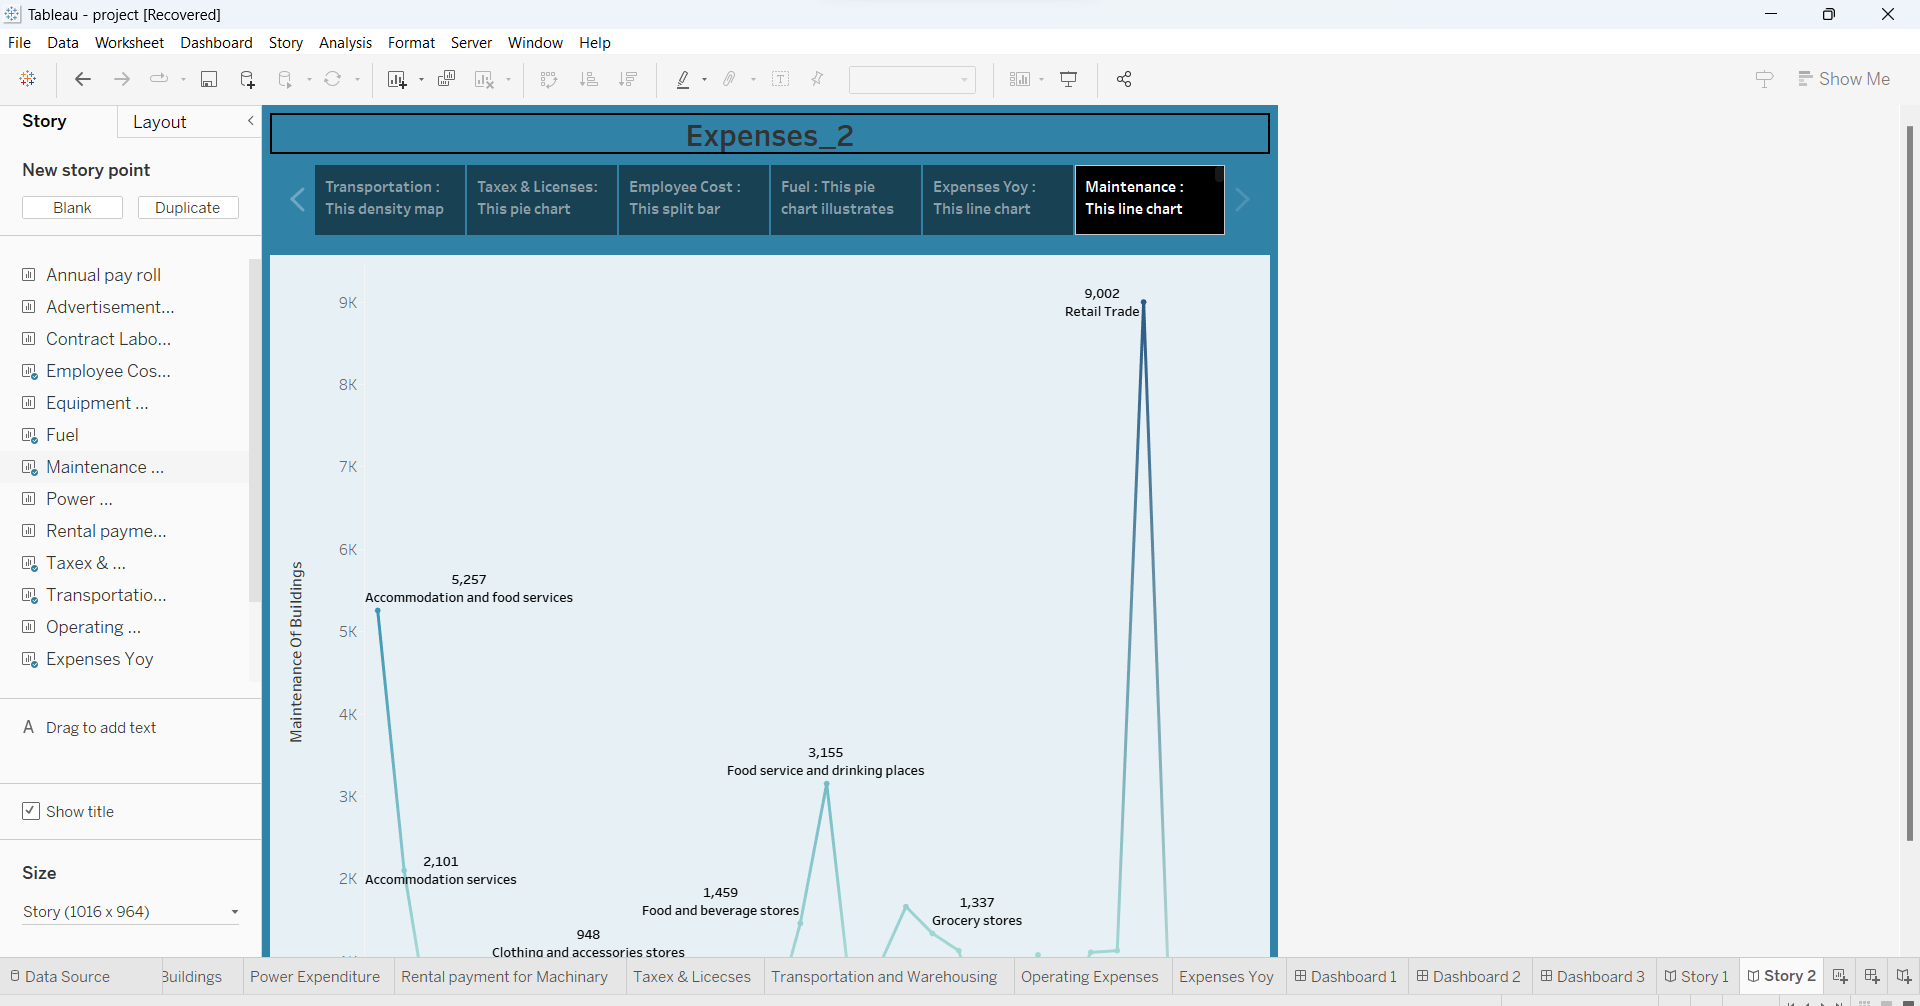 Tableau - project [Recovered]
File Data Worksheet Dashboard Story Analysis Format Server Window Help
Show Me
Story
Layout
New story point
Blank
Duplicate
Annual pay roll
Advertisement...
Contract Labo...
Employee Cos...
Equipment ...
Fuel
Maintenance ...
Power ...
Rental payme...
Taxex & ...
Transportatio...
Operating ...
Expenses Yoy
A Drag to add text
Show title
Size
Story (1016 x 964)
Expenses_2
Transportation :
This density map
Taxex & Licenses:
This pie chart
Employee Cost :
This split bar
Fuel : This pie
chart illustrates
Expenses Yoy :
This line chart
Maintenance :
This line chart
Maintenance Of Buildings
9K
8K
7K
6K
5K
4K
3K
2K
9,002
Retail Trade
5,257
Accommodation and food services
3,155
Food service and drinking places
2,101
Accommodation services
1,459
Food and beverage stores
1,337
Grocery stores
948
Clothing and accessories stores
Data Source
Buildings
Power Expenditure
Rental payment for Machinary
Taxex & Licecses
Transportation and Warehousing
Operating Expenses
Expenses Yoy
Dashboard 1
Dashboard 2
Dashboard 3
Story 1
Story 2